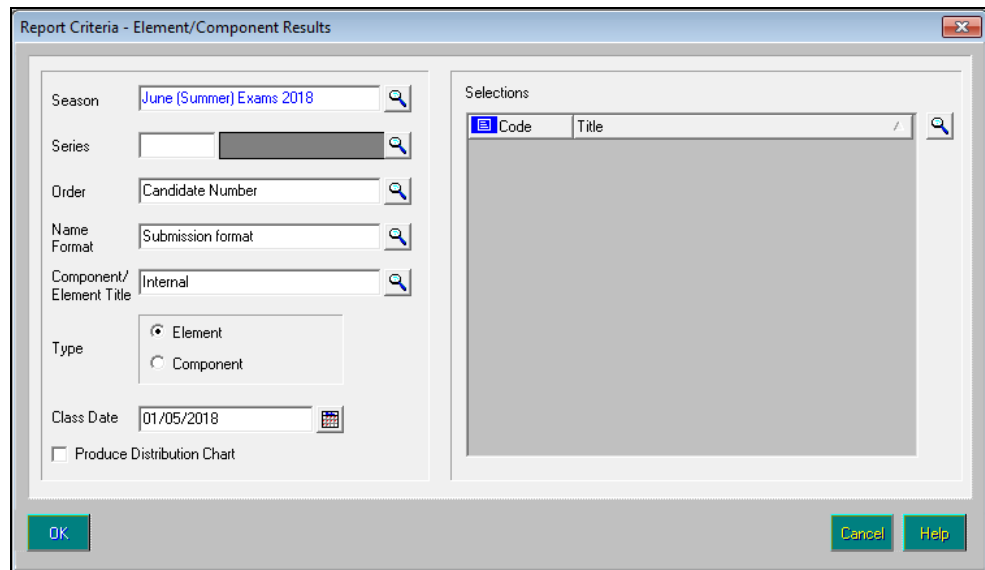 Report Criteria - Element/Component Results
Season
June (Summer) Exams 2018
Series
Order
Candidate Number
Name
Format
Submission format
Component/
Element Title
Internal
Type
Element
Component
Class Date
01/05/2018
Produce Distribution Chart
Selections
Code
Title
OK
Cancel
Help